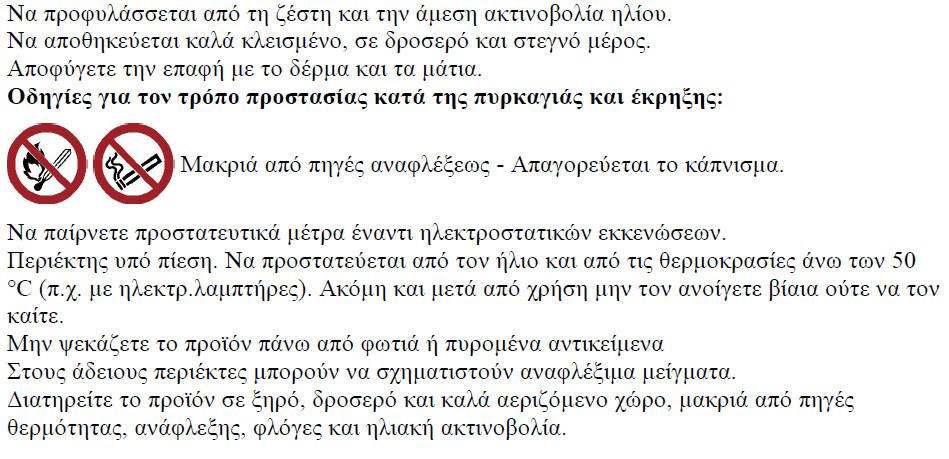 Να προφυλάσσεται από τη ζέστη και την άμεση ακτινοβολία ηλίου.
Να αποθηκεύεται καλά κλεισμένο, σε δροσερό και στεγνό μέρος.
Αποφύγετε την επαφή με το δέρμα και τα μάτια.
Οδηγίες για τον τρόπο προστασίας κατά της πυρκαγιάς και έκρηξης:
Μακριά από πηγές αναφλέξεως - Απαγορεύεται το κάπνισμα.
Να παίρνετε προστατευτικά μέτρα έναντι ηλεκτροστατικών εκκενώσεων.
Περιέκτης υπό πίεση. Να προστατεύεται από τον ήλιο και από τις θερμοκρασίες άνω των 50
°C (π.χ. με ηλεκτρ.λαμπτήρες). Ακόμη και μετά από χρήση μην τον ανοίγετε βίαια ούτε να τον
καίτε.
Μην ψεκάζετε το προϊόν πάνω από φωτιά ή πυρομένα αντικείμενα
Στους άδειους περιέκτες μπορούν να σχηματιστούν αναφλέξιμα μείγματα.
Διατηρείτε το προϊόν σε ξηρό, δροσερό και καλά αεριζόμενο χώρο, μακριά από πηγές
θερμότητας, ανάφλεξης, φλόγες και ηλιακή ακτινοβολία.